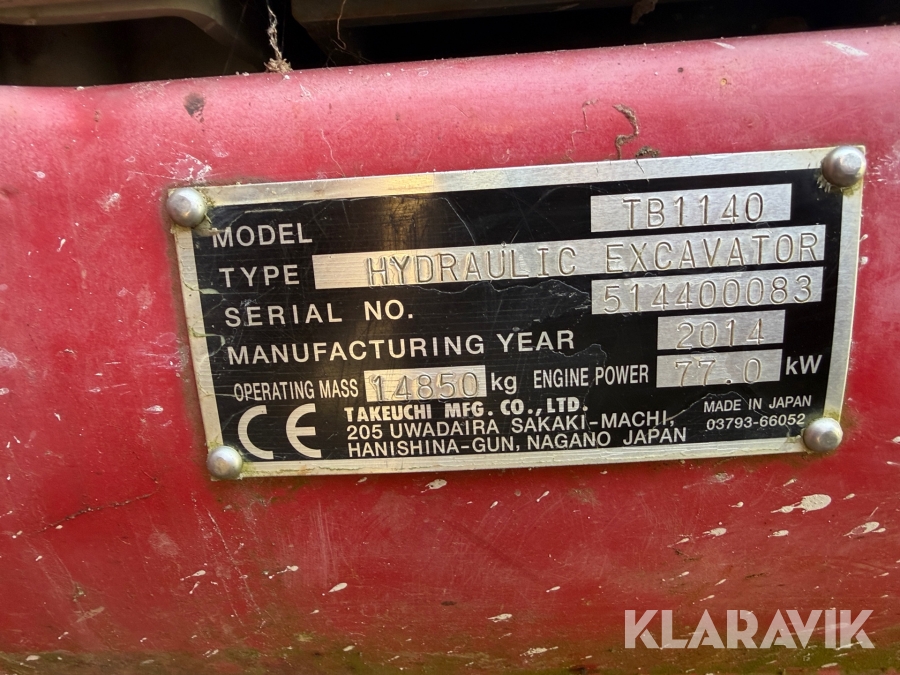 MODEL TB1140
TYPE HYDRAULIC EXCAVATOR
SERIAL NO. 514400083
MANUFACTURING YEAR 2014
OPERATING MASS 14850 kg ENGINE POWER 77.0 kW
CE TAKEUCHI MFG. CO., LTD.
205 UWADAIRA SAKAKI-MACHI,
HANISHINA-GUN, NAGANO JAPAN
MADE IN JAPAN
03793-66052
KLARAVIK